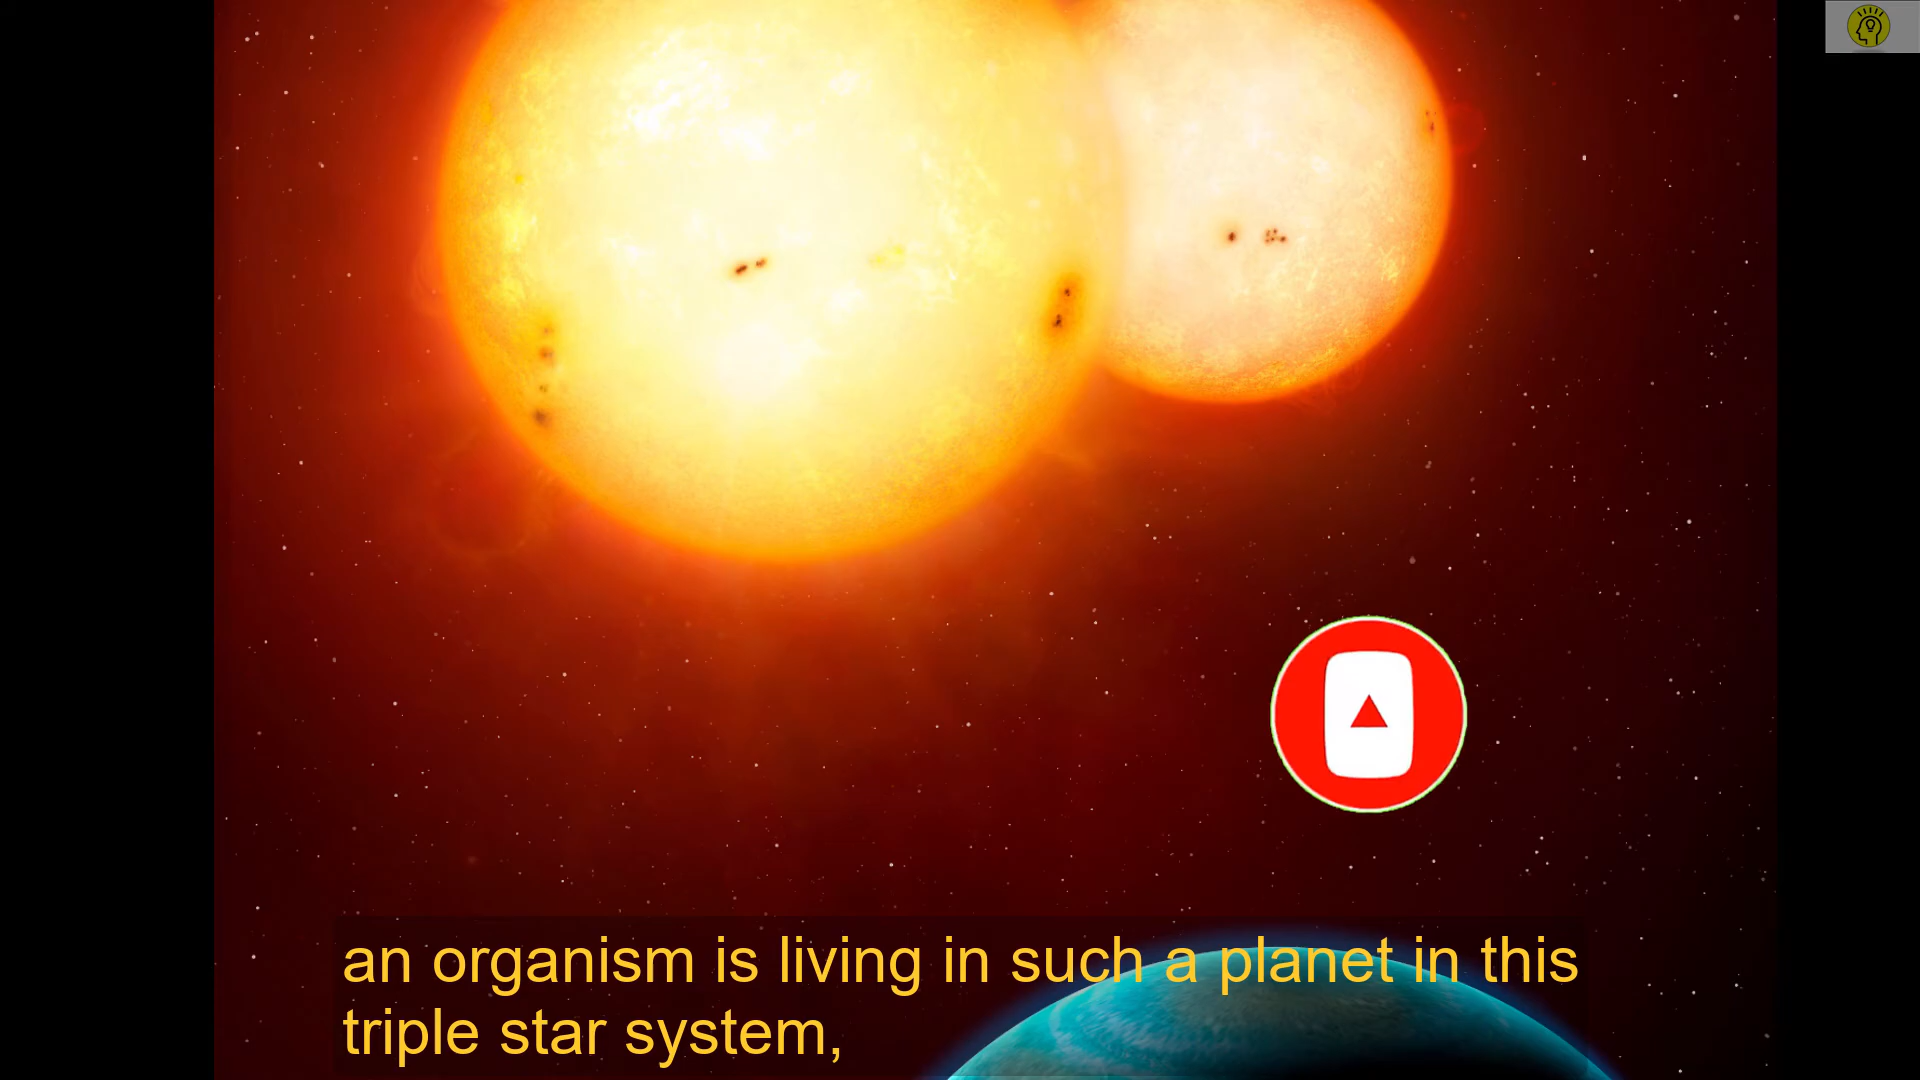 an organism is living in such a planet in this
triple star system,